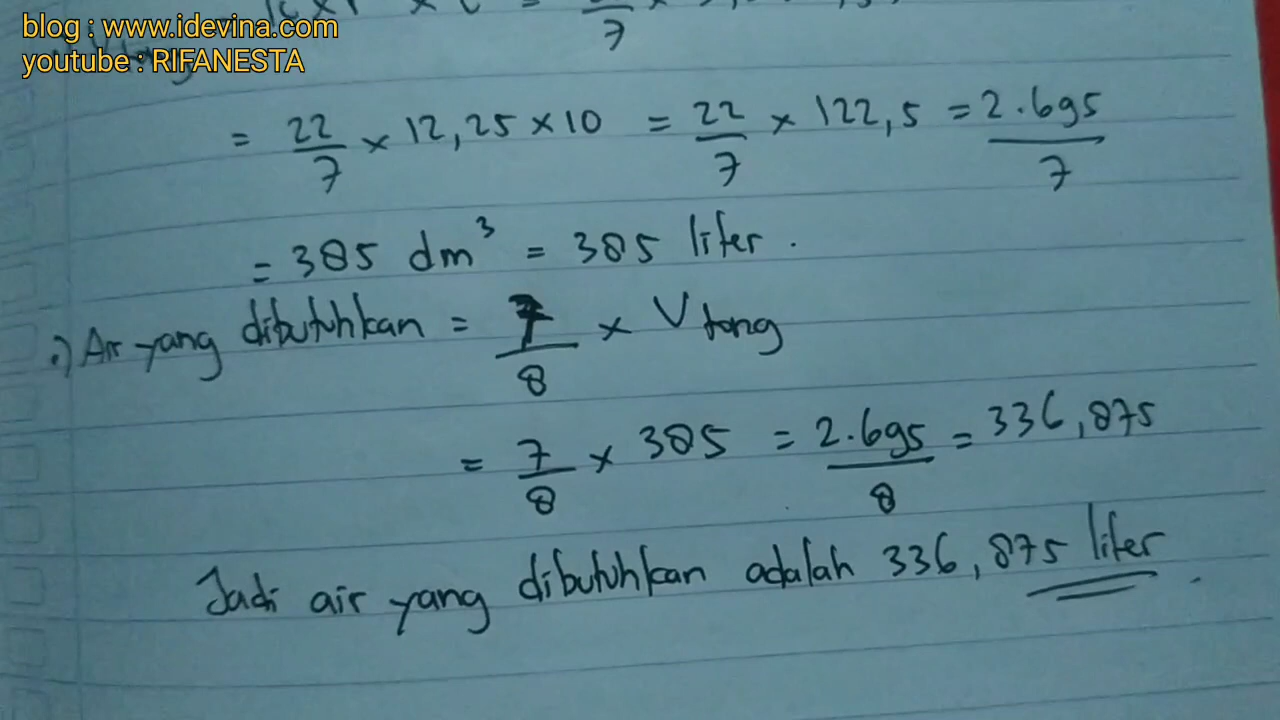 blog : www.idevina.com
youtube : RIFANESTA
7
= 22/7 × 12,25 × 10 = 22/7 × 122,5 = 2.695/7
= 385 dm³ = 385 liter.
•) Air yang dibutuhkan = 7/8 × V tong
= 7/8 × 385 = 2.695/8 = 336,875
Jadi air yang dibutuhkan adalah 336,875 liter.